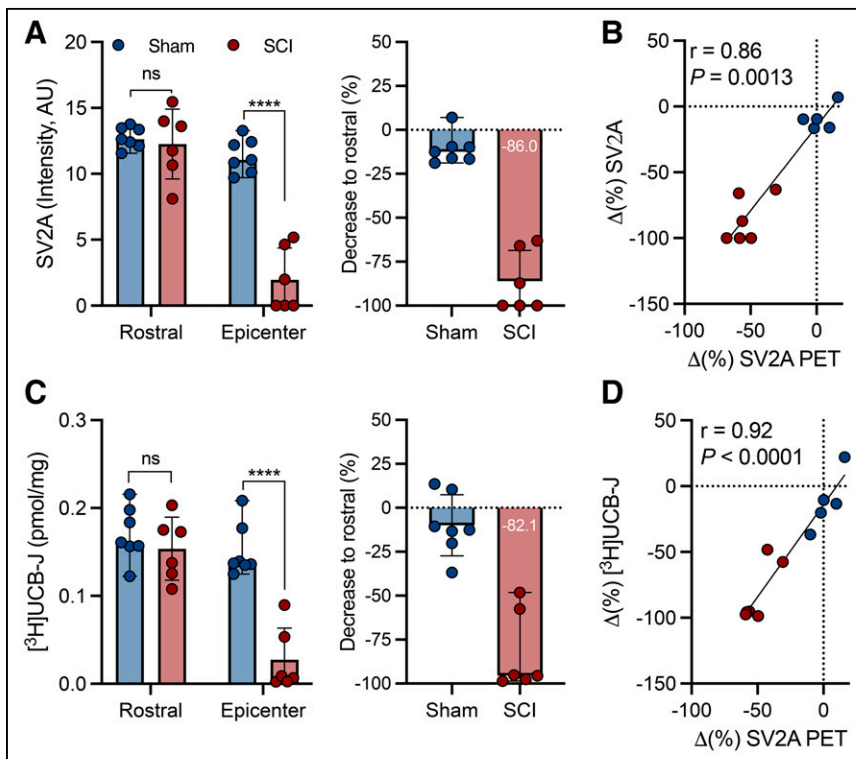 A
Sham
SCI
SV2A (Intensity, AU)
20
15
10
5
0
ns
****
Rostral
Epicenter
Decrease to rostral (%)
50
25
0
-25
-50
-75
-100
-86.0
Sham
SCI
B
r = 0.86
P = 0.0013
Δ(%) SV2A
50
0
-50
-100
-150
-100
-50
0
Δ(%) SV2A PET
C
[³H]UCB-J (pmol/mg)
0.3
0.2
0.1
0.0
ns
****
Rostral
Epicenter
Decrease to rostral (%)
50
25
0
-25
-50
-75
-100
-82.1
Sham
SCI
D
r = 0.92
P < 0.0001
Δ(%) [³H]UCB-J
50
0
-50
-100
-150
-100
-50
0
Δ(%) SV2A PET